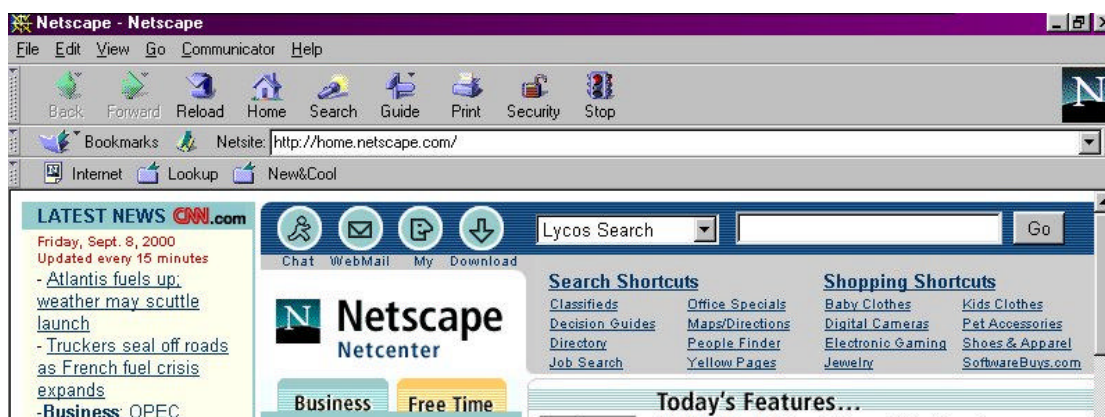 Netscape - Netscape
File Edit View Go Communicator Help
Back Forward Reload Home Search Guide Print Security Stop
Bookmarks Netsite: http://home.netscape.com/
Internet Lookup New&Cool
N
LATEST NEWS CNN.com
Friday, Sept. 8, 2000
Updated every 15 minutes
- Atlantis fuels up;
weather may scuttle
launch
- Truckers seal off roads
as French fuel crisis
expands
-Business: OPEC
Chat WebMail My Download
Lycos Search Go
N Netscape
Netcenter
Search Shortcuts
Classifieds Office Specials
Decision Guides Maps/Directions
Directory People Finder
Job Search Yellow Pages
Shopping Shortcuts
Baby Clothes Kids Clothes
Digital Cameras Pet Accessories
Electronic Gaming Shoes & Apparel
Jewelry SoftwareBuys.com
Business Free Time
Today's Features...